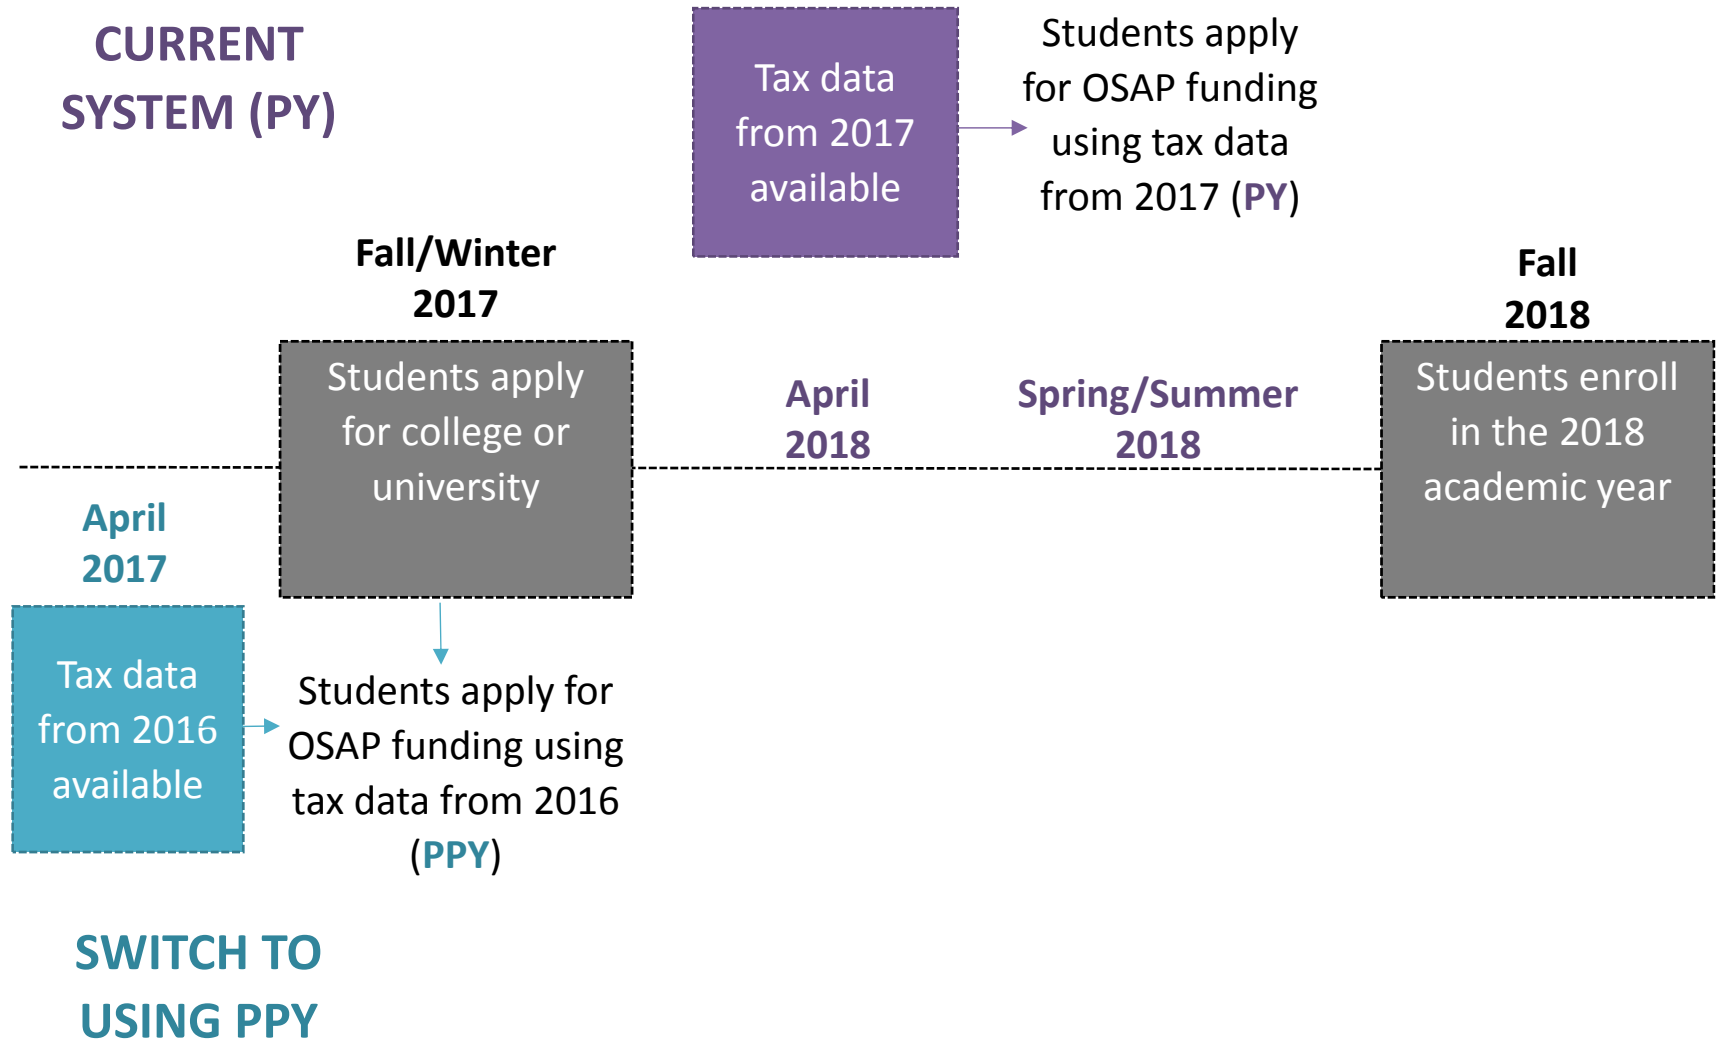 CURRENT
SYSTEM (PY)
Tax data
from 2017
available
Students apply
for OSAP funding
using tax data
from 2017 (PY)
Fall/Winter
2017
Students apply
for college or
university
April
2018
Spring/Summer
2018
Fall
2018
Students enroll
in the 2018
academic year
April
2017
Tax data
from 2016
available
Students apply for
OSAP funding using
tax data from 2016
(PPY)
SWITCH TO
USING PPY